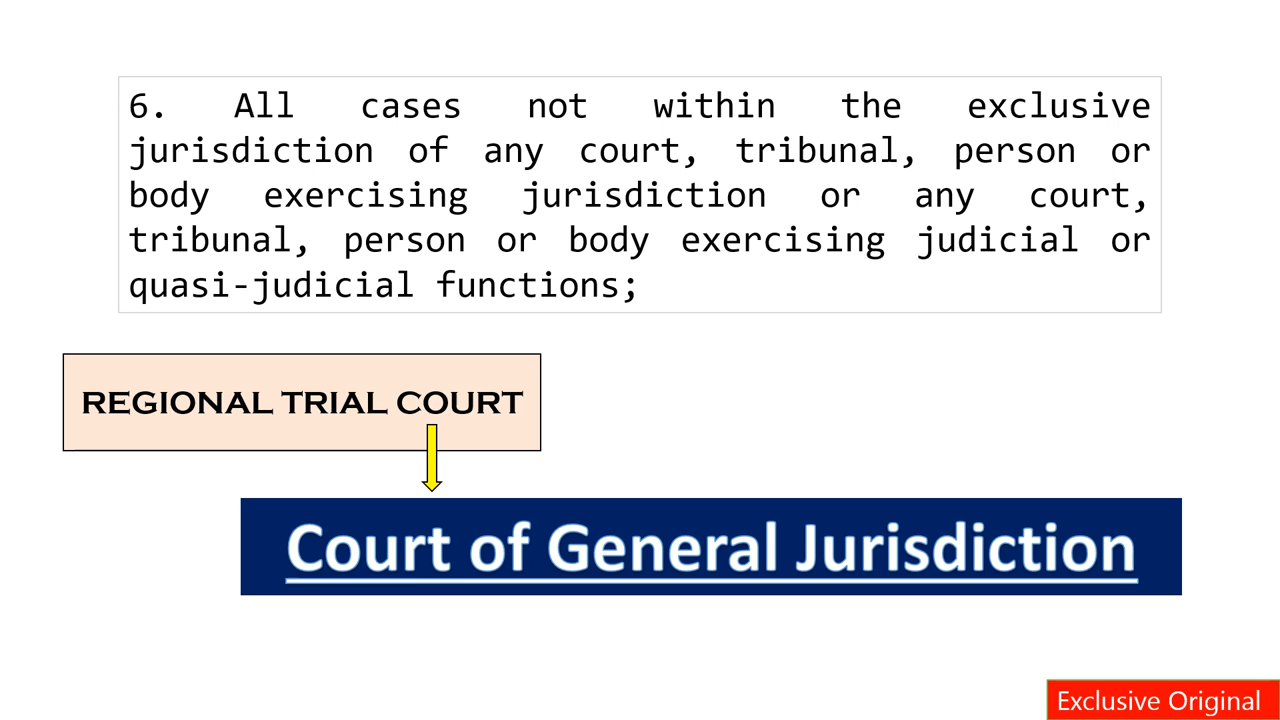 6. All cases not within the exclusive
jurisdiction of any court, tribunal, person or
body exercising jurisdiction or any court,
tribunal, person or body exercising judicial or
quasi-judicial functions;
REGIONAL TRIAL COURT
Court of General Jurisdiction
Exclusive Original